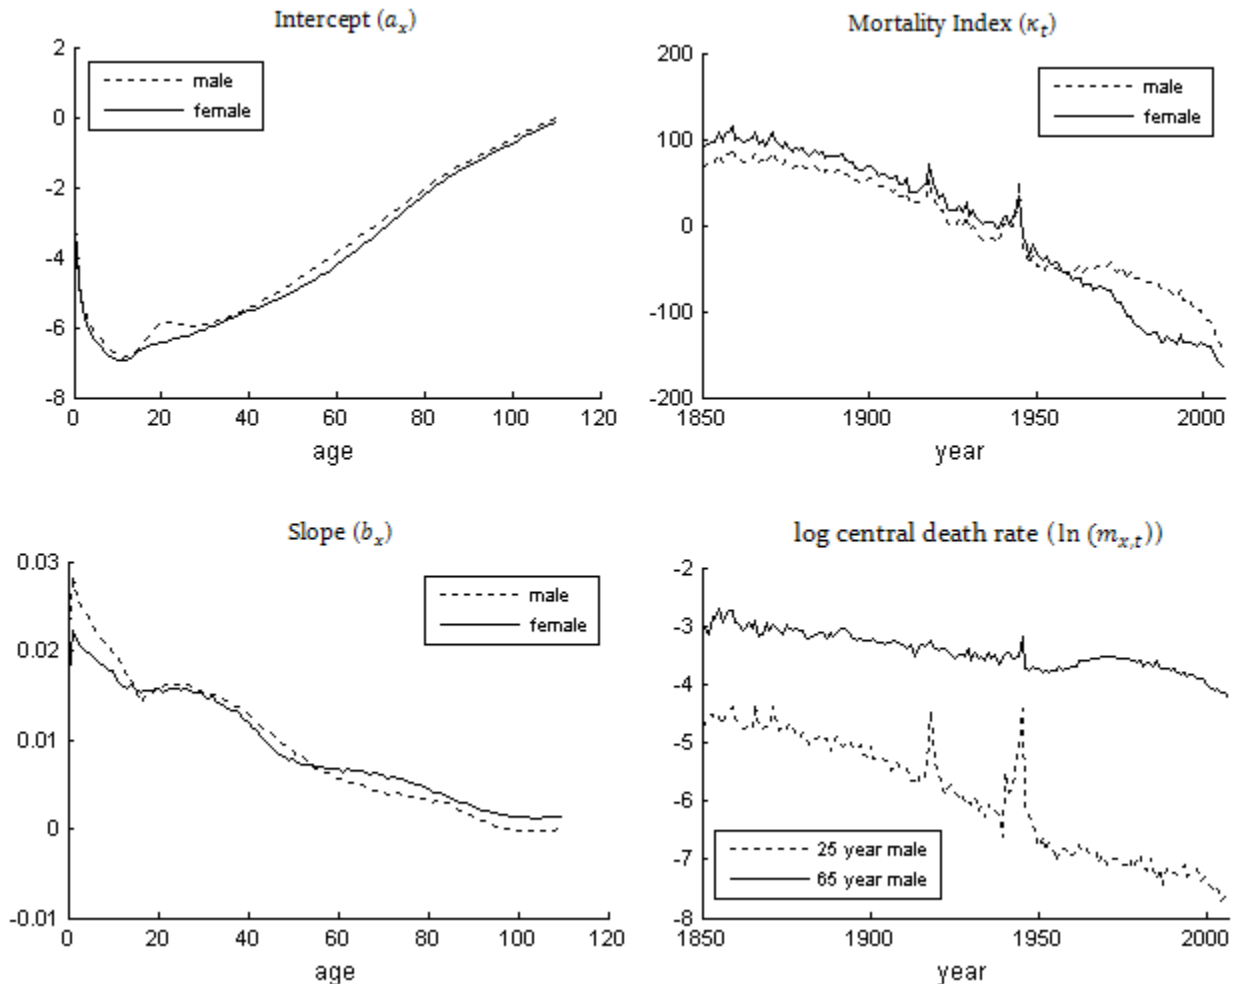 Intercept (aₓ)
2
0
-2
-4
-6
-8
male
female
0 20 40 60 80 100 120
age
Mortality Index (κₜ)
200
100
0
-100
-200
male
female
1850 1900 1950 2000
year
Slope (bₓ)
0.03
0.02
0.01
0
-0.01
male
female
0 20 40 60 80 100 120
age
log central death rate (ln (mₓ,ₜ))
-2
-3
-4
-5
-6
-7
-8
25 year male
65 year male
1850 1900 1950 2000
year